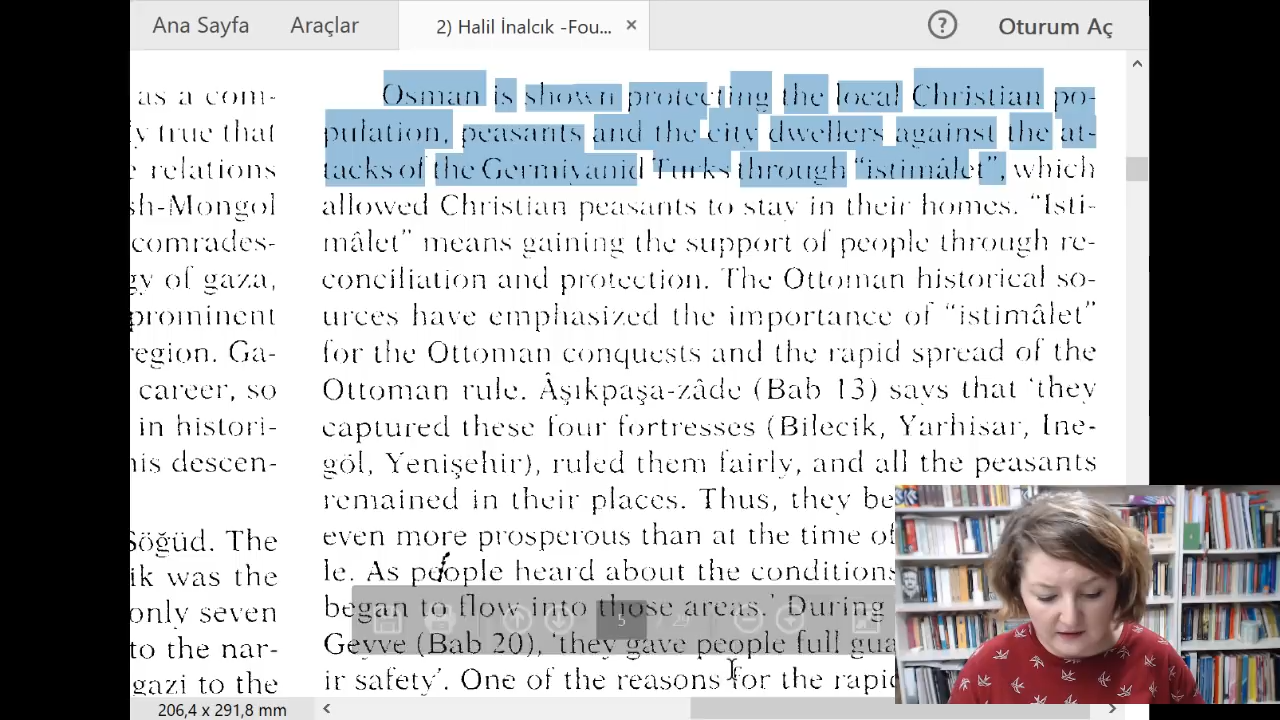 Ana Sayfa Araçlar 2) Halil İnalcık -Fou... × ? Oturum Aç
as a com-
y true that
relations
sh-Mongol
comrades-
gy of gaza,
prominent
region. Ga-
career, so
in histori-
his descen-
Söğüd. The
ik was the
only seven
to the nar-
gazi to the
Osman is shown protecting the local Christian po-
pulation, peasants and the city dwellers against the at-
tacks of the Germiyanid Turks through “istimâlet”, which
allowed Christian peasants to stay in their homes. “Isti-
mâlet” means gaining the support of people through re-
conciliation and protection. The Ottoman historical so-
urces have emphasized the importance of “istimâlet”
for the Ottoman conquests and the rapid spread of the
Ottoman rule. Âşıkpaşa-zâde (Bab 13) says that ‘they
captured these four fortresses (Bilecik, Yarhisar, Ine-
göl, Yenişehir), ruled them fairly, and all the peasants
remained in their places. Thus, they be
even more prosperous than at the time of
le. As people heard about the conditions
began to flow into those areas.’ During
Geyve (Bab 20), ‘they gave people full gua
ir safety’. One of the reasons for the rapid
5
206,4 x 291,8 mm